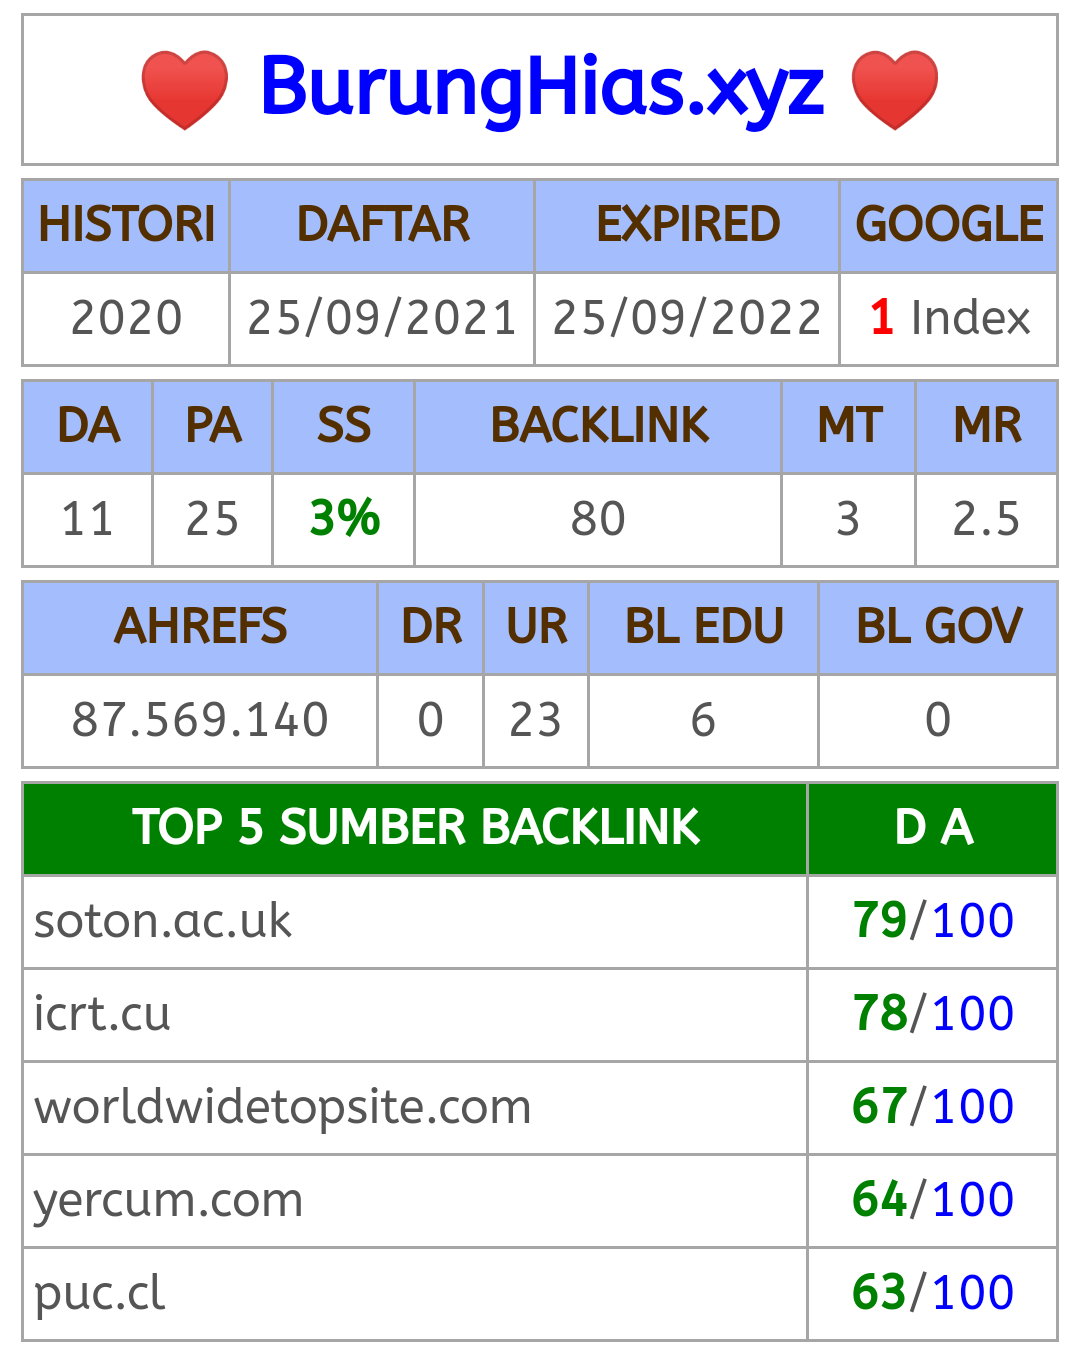 ❤️ BurungHias.xyz ❤️
HISTORI DAFTAR EXPIRED GOOGLE
2020 25/09/2021 25/09/2022 1 Index
DA PA SS BACKLINK MT MR
11 25 3% 80 3 2.5
AHREFS DR UR BL EDU BL GOV
87.569.140 0 23 6 0
TOP 5 SUMBER BACKLINK D A
soton.ac.uk 79/100
icrt.cu 78/100
worldwidetopsite.com 67/100
yercum.com 64/100
puc.cl 63/100